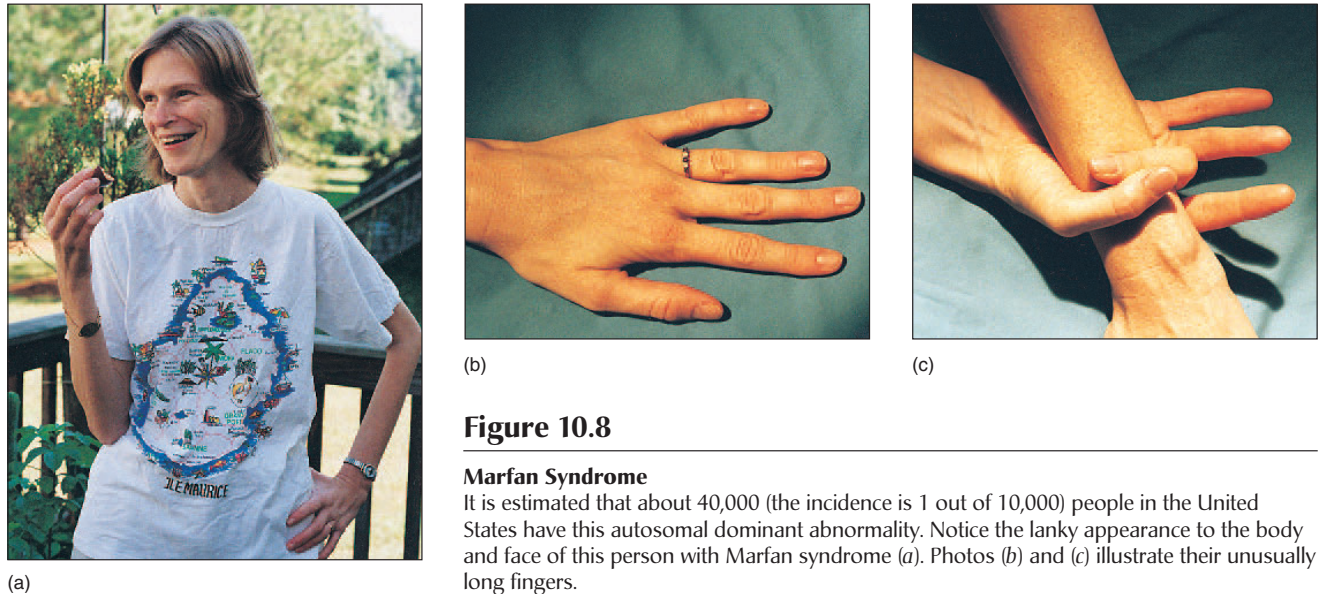 ILE MAURICE
(a)
(b)
(c)
Figure 10.8
Marfan Syndrome
It is estimated that about 40,000 (the incidence is 1 out of 10,000) people in the United
States have this autosomal dominant abnormality. Notice the lanky appearance to the body
and face of this person with Marfan syndrome (a). Photos (b) and (c) illustrate their unusually
long fingers.